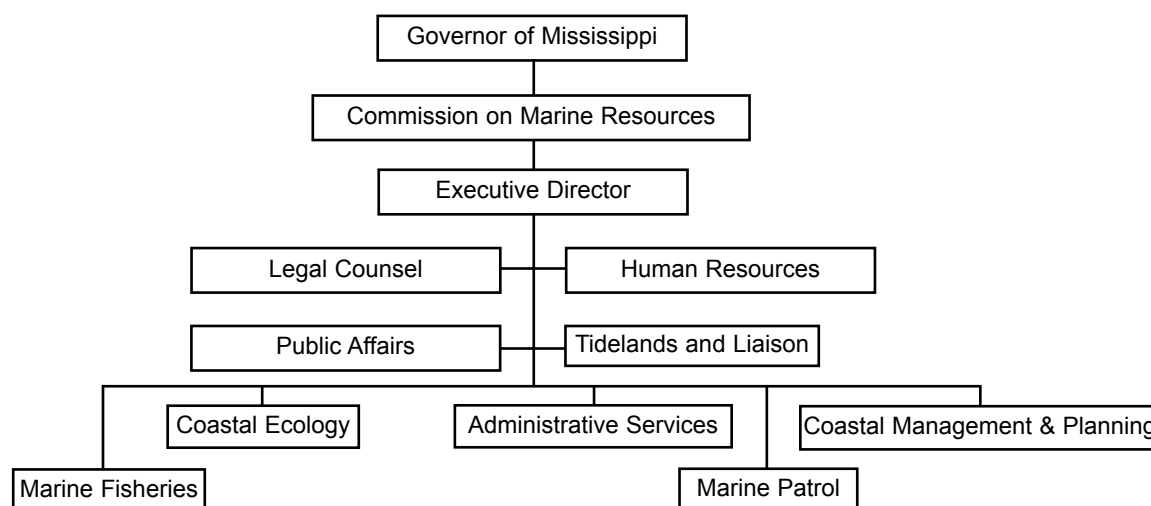 Governor of Mississippi
Commission on Marine Resources
Executive Director
Legal Counsel
Human Resources
Public Affairs
Tidelands and Liaison
Coastal Ecology
Administrative Services
Coastal Management & Planning
Marine Fisheries
Marine Patrol